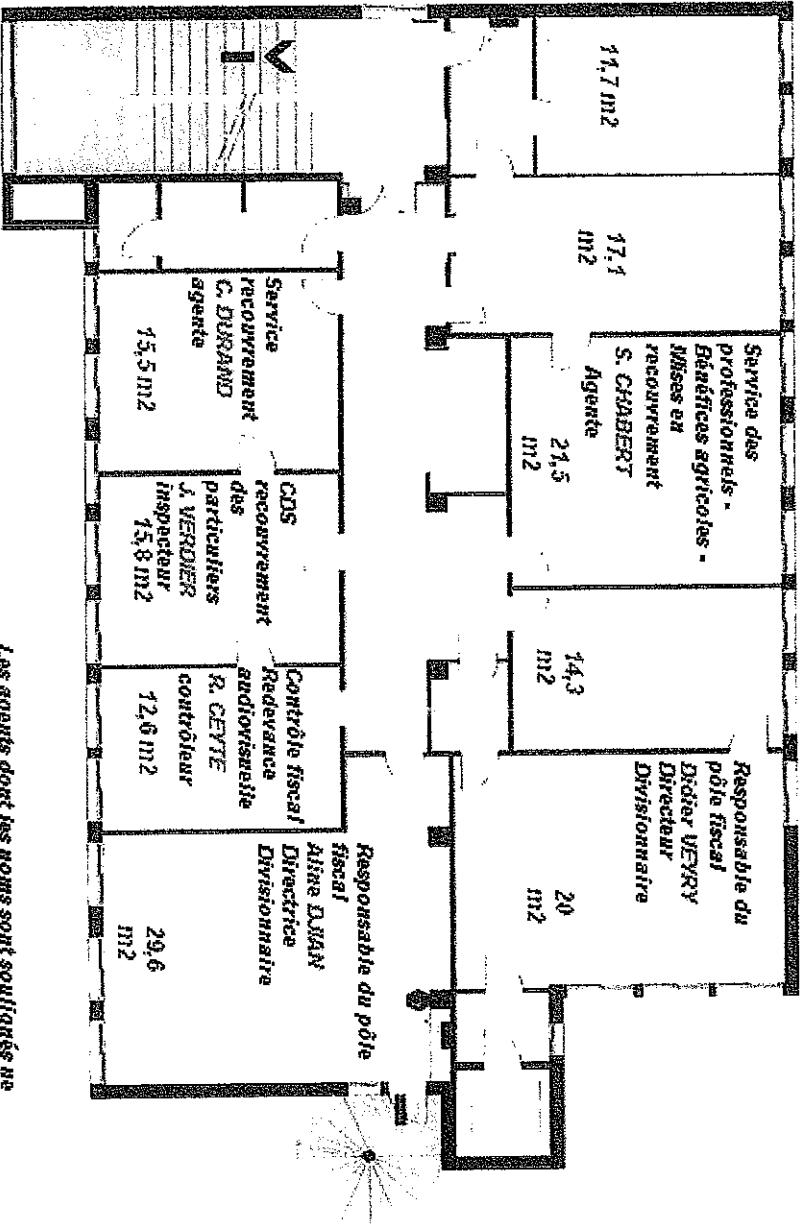 11,7 m2
17,1
m2
Service des
professionnels -
Bénéfices agricoles -
Mises en
recouvrement
S. CHABERT
Agente
21,5
m2
14,3
m2
Responsable du
pôle fiscal
Didier VEYRY
Directeur
Divisionnaire
20
m2
Service
recouvrement
C. DURAND
agente
15,5 m2
CDS
recouvrement
des
particuliers
J. VERDIER
inspecteur
15,8 m2
Contrôle fiscal
Redevance
audiovisuelle
R. CEYTE
contrôleur
12,6 m2
Responsable du pôle
fiscal
Aline DJIAN
Directrice
Divisionnaire
29,6
m2
Les agents dont les noms sont soulignés ne